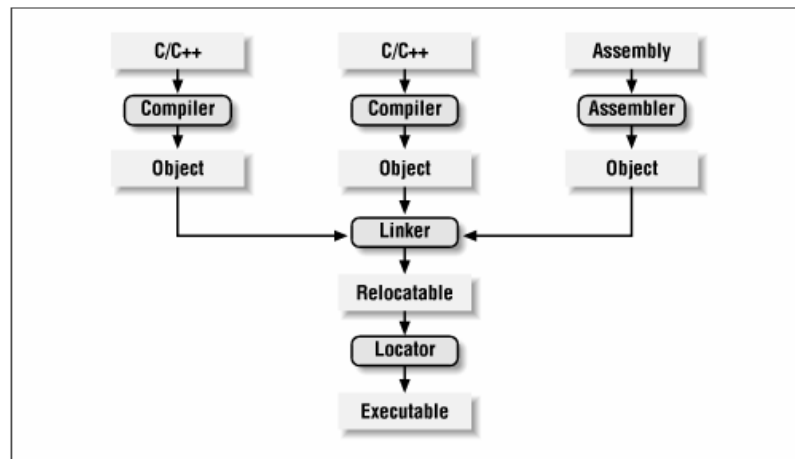 C/C++ C/C++ Assembly
Compiler Compiler Assembler
Object Object Object
Linker
Relocatable
Locator
Executable